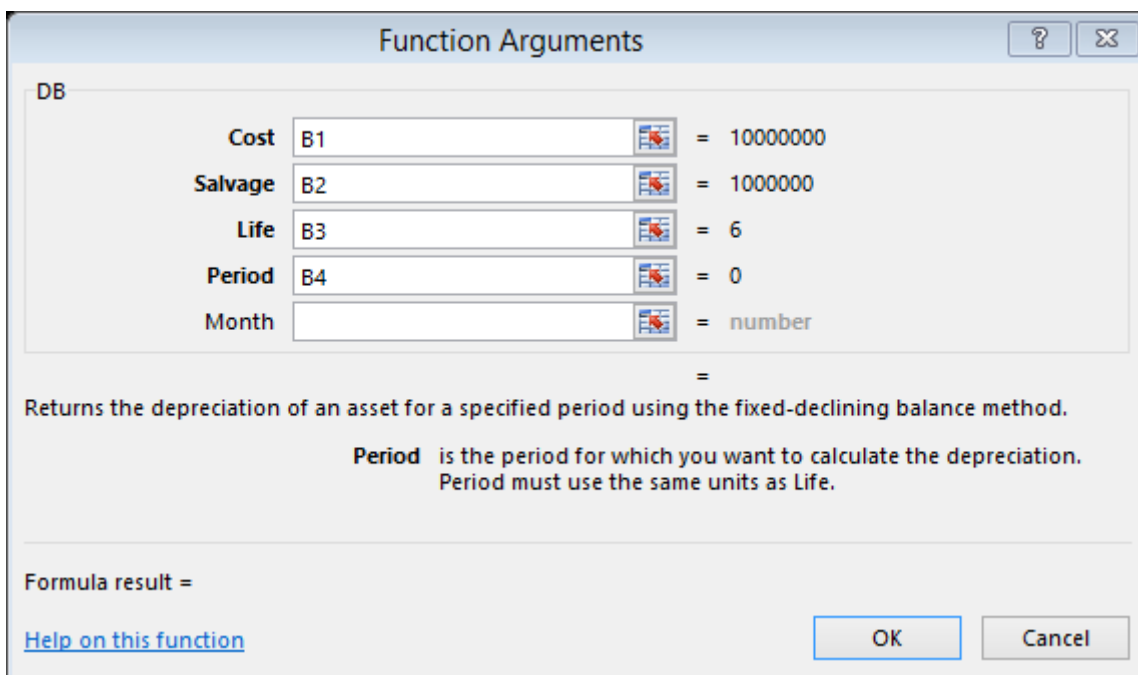 Function Arguments
DB
Cost B1 = 10000000
Salvage B2 = 1000000
Life B3 = 6
Period B4 = 0
Month = number
=
Returns the depreciation of an asset for a specified period using the fixed-declining balance method.
Period is the period for which you want to calculate the depreciation.
Period must use the same units as Life.
Formula result =
Help on this function OK Cancel